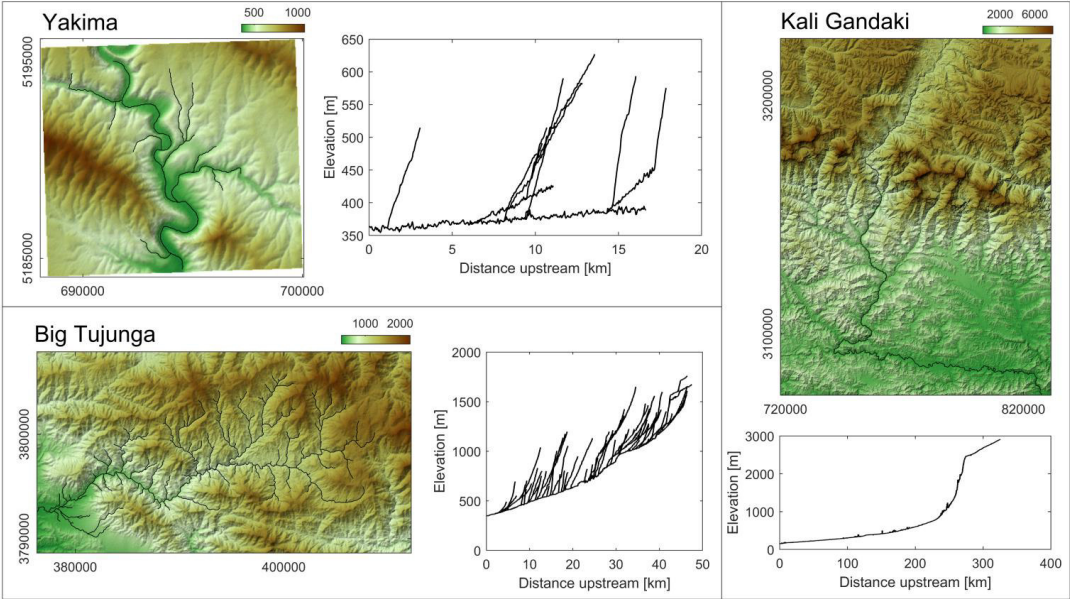 Yakima
500 1000
5195000
5185000
690000 700000
650
600
550
500
450
400
350
Elevation [m]
0 5 10 15 20
Distance upstream [km]
Big Tujunga
1000 2000
3800000
3790000
380000 400000
2000
1500
1000
500
0
Elevation [m]
0 10 20 30 40 50
Distance upstream [km]
Kali Gandaki
2000 6000
3200000
3100000
720000 820000
3000
2000
1000
0
Elevation [m]
0 100 200 300 400
Distance upstream [km]